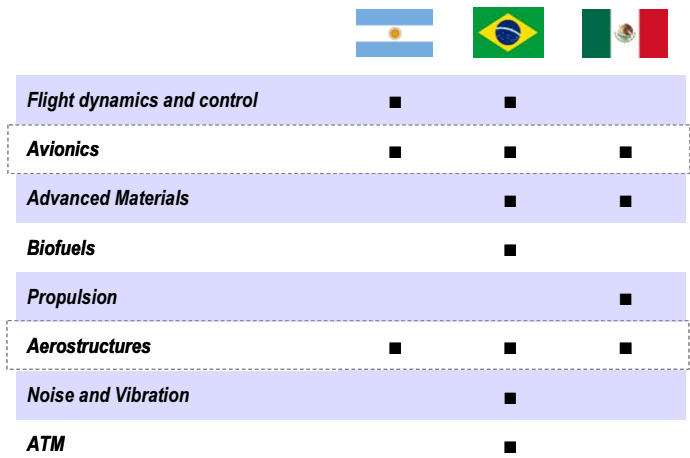 Flight dynamics and control
Avionics
Advanced Materials
Biofuels
Propulsion
Aerostructures
Noise and Vibration
ATM